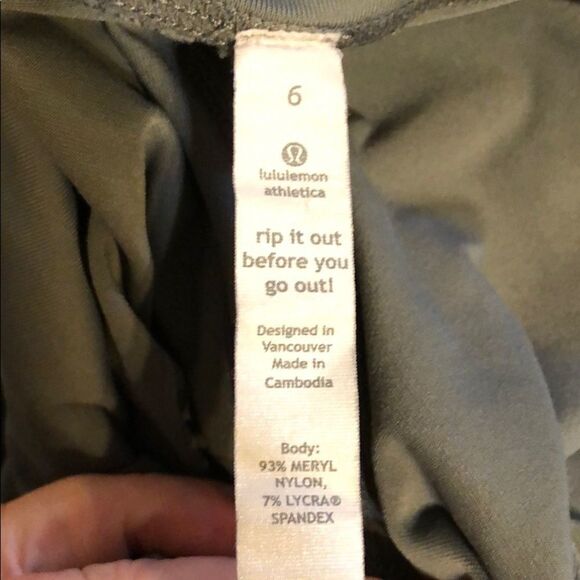 6
lululemon
athletica
rip it out
before you
go out!
Designed in
Vancouver
Made in
Cambodia
Body:
93% MERYL
NYLON,
7% LYCRA®
SPANDEX